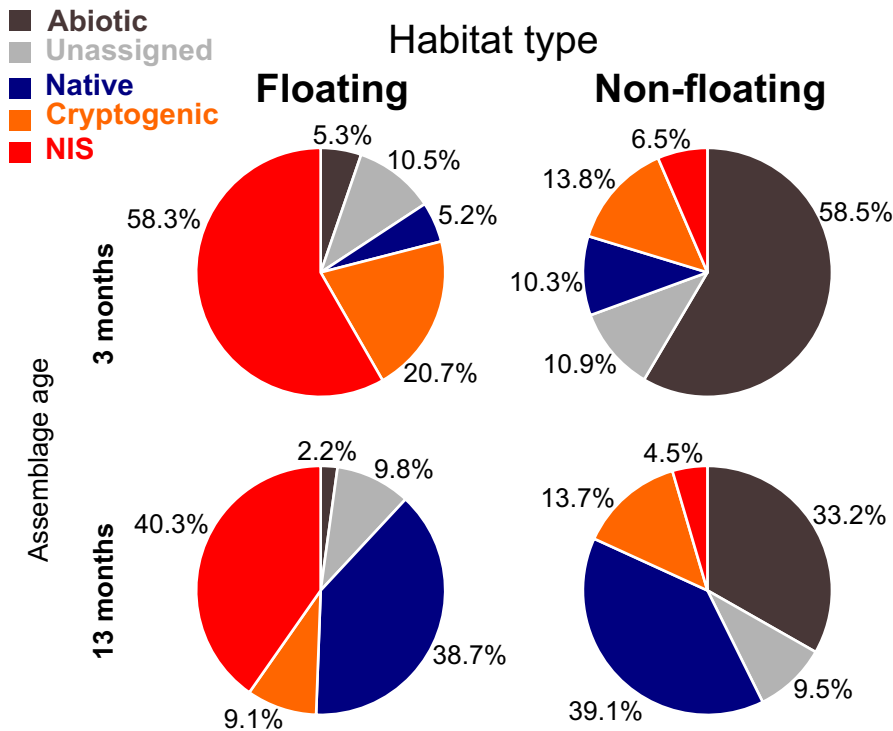 Abiotic
Unassigned
Native
Cryptogenic
NIS
Habitat type
Floating
Non-floating
Assemblage age
3 months
5.3%
10.5%
5.2%
20.7%
58.3%
6.5%
13.8%
10.3%
10.9%
58.5%
13 months
2.2%
9.8%
38.7%
9.1%
40.3%
4.5%
13.7%
39.1%
9.5%
33.2%